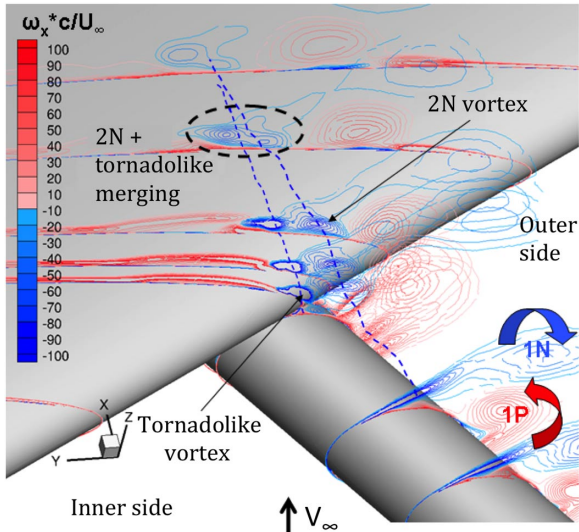 ωₓ*c/U∞
100
90
80
70
60
50
40
30
20
10
-10
-20
-30
-40
-50
-60
-70
-80
-90
-100
2N +
tornadolike
merging
2N vortex
Outer
side
1N
1P
X
Z
Y
Tornadolike
vortex
Inner side
V∞